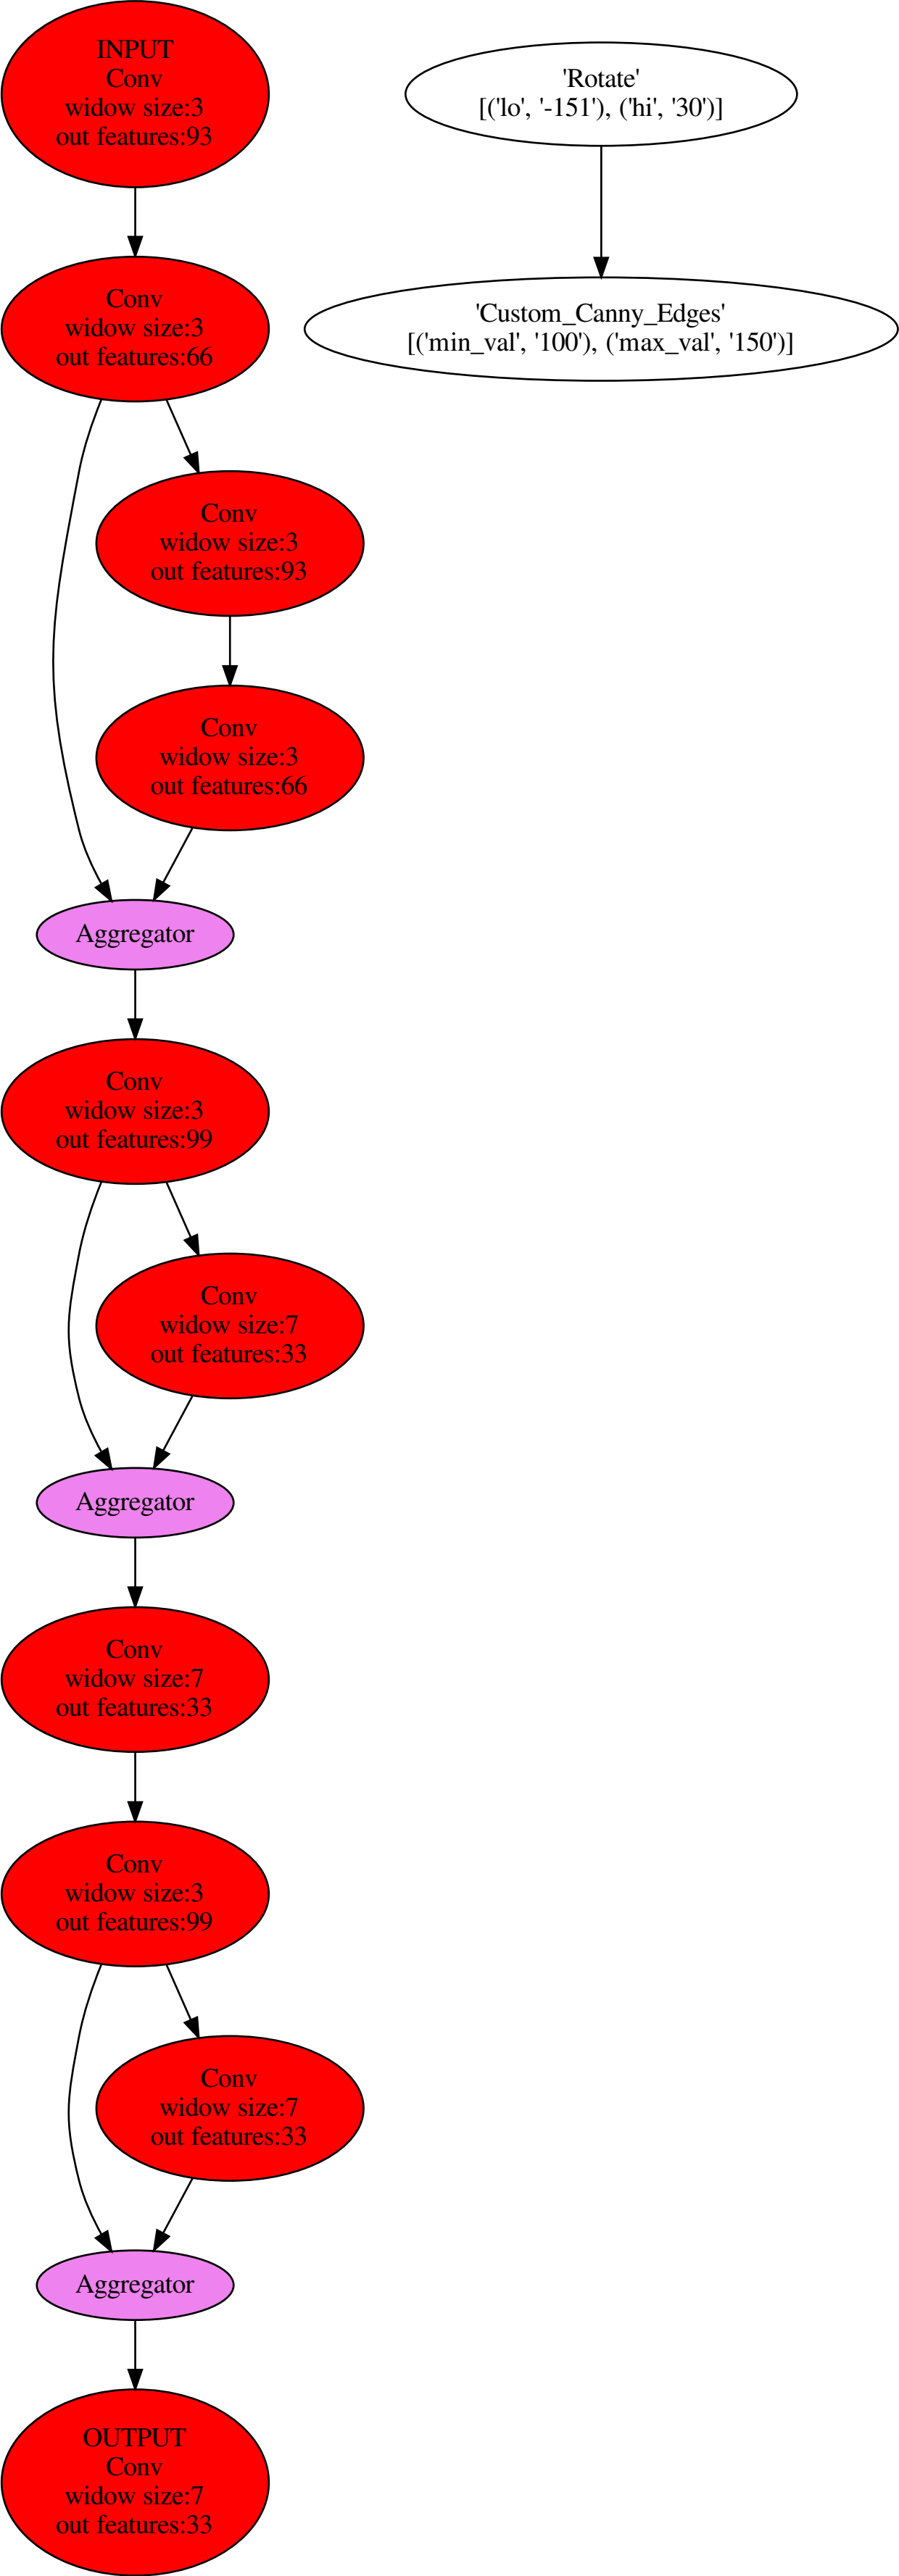 INPUT
Conv
widow size:3
out features:93
Conv
widow size:3
out features:66
Conv
widow size:3
out features:93
Conv
widow size:3
out features:66
Aggregator
Conv
widow size:3
out features:99
Conv
widow size:7
out features:33
Aggregator
Conv
widow size:7
out features:33
Conv
widow size:3
out features:99
Conv
widow size:7
out features:33
Aggregator
OUTPUT
Conv
widow size:7
out features:33
'Rotate'
[('lo', '-151'), ('hi', '30')]
'Custom_Canny_Edges'
[('min_val', '100'), ('max_val', '150')]